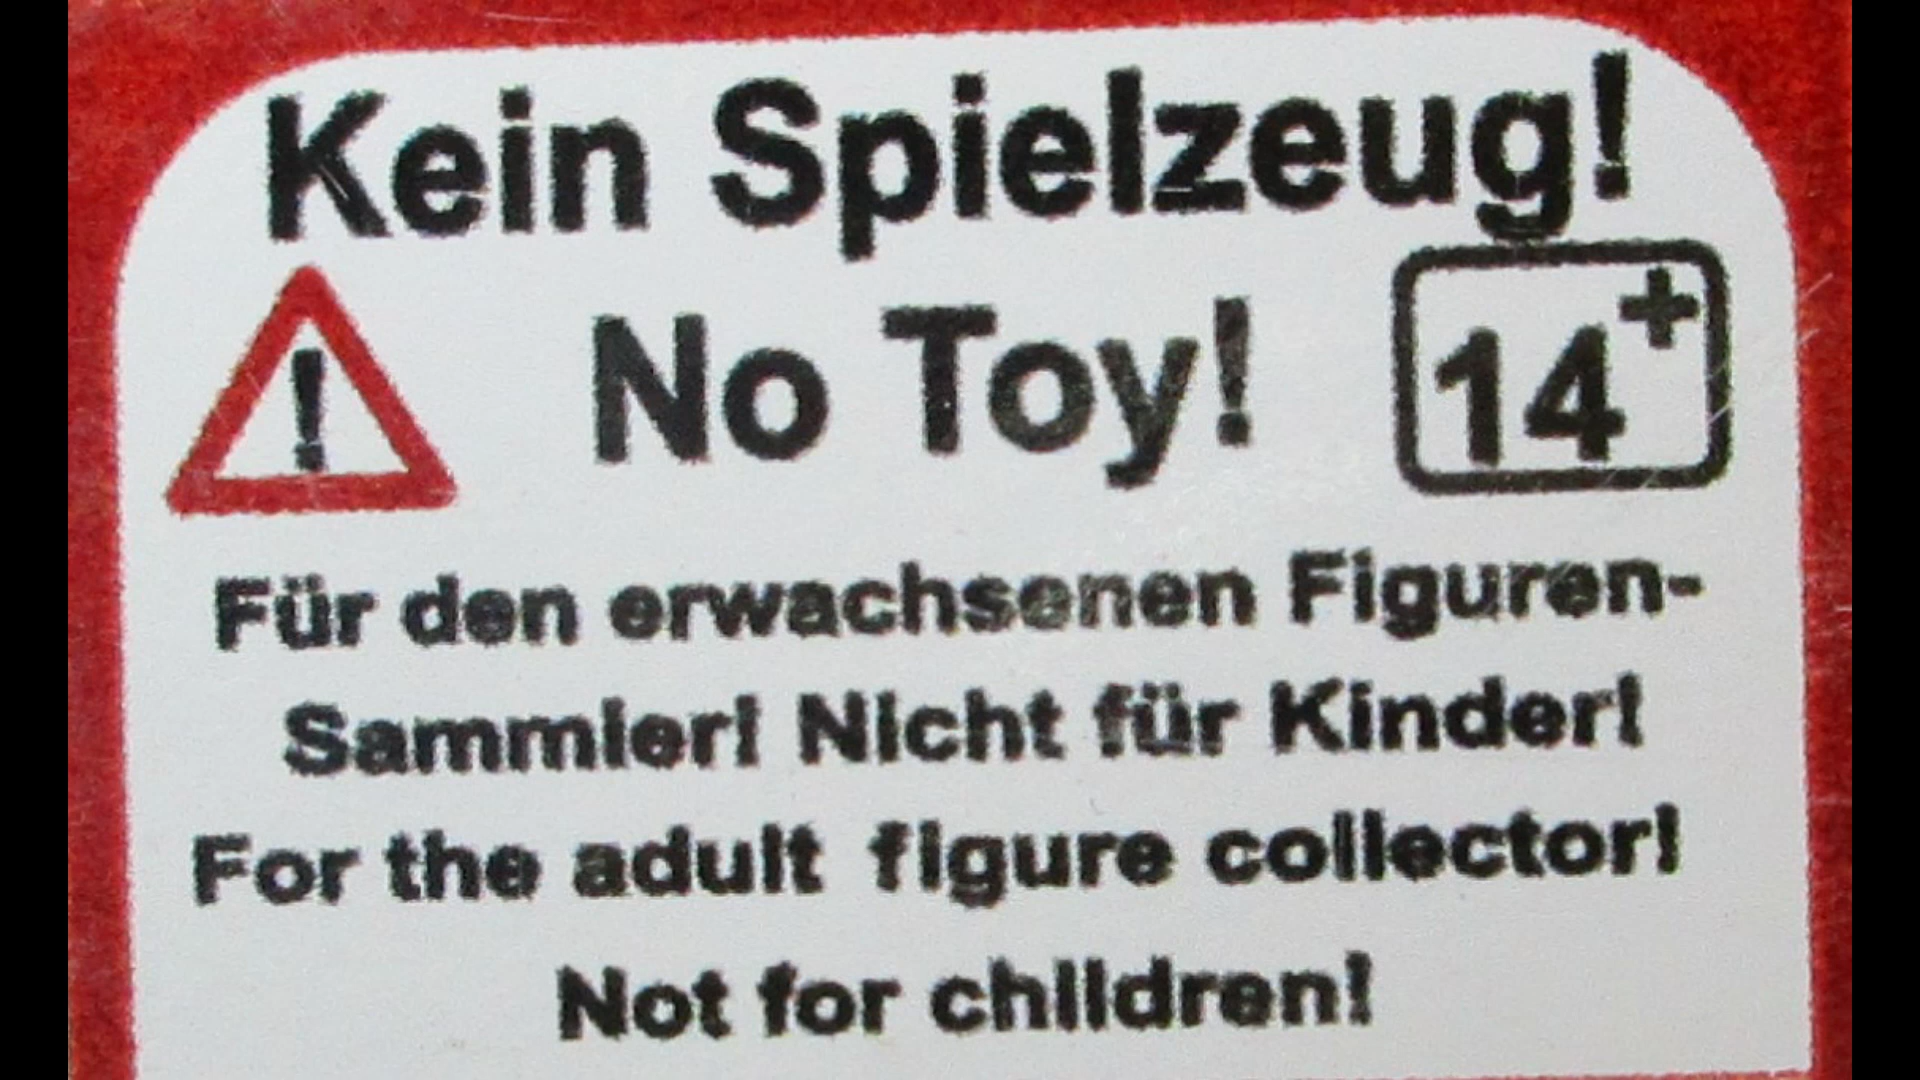 Kein Spielzeug!
! No Toy! 14+
Für den erwachsenen Figuren-
Sammler! Nicht für Kinder!
For the adult figure collector!
Not for children!